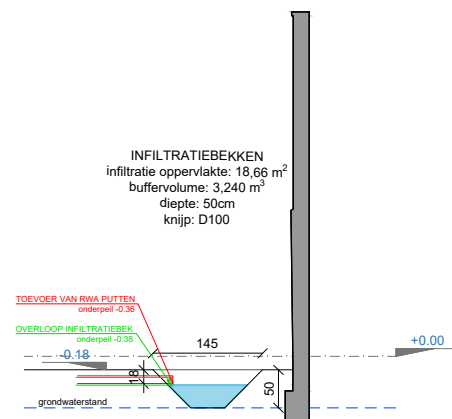 INFILTRATIEBEKKEN
infiltratie oppervlakte: 18,66 m²
buffervolume: 3,240 m³
diepte: 50cm
knijp: D100
TOEVOER VAN RWA PUTTEN
onderpeil -0.36
OVERLOOP INFILTRATIEBEK
onderpeil -0.38
145
+0.00
-0.18
18
50
grondwaterstand